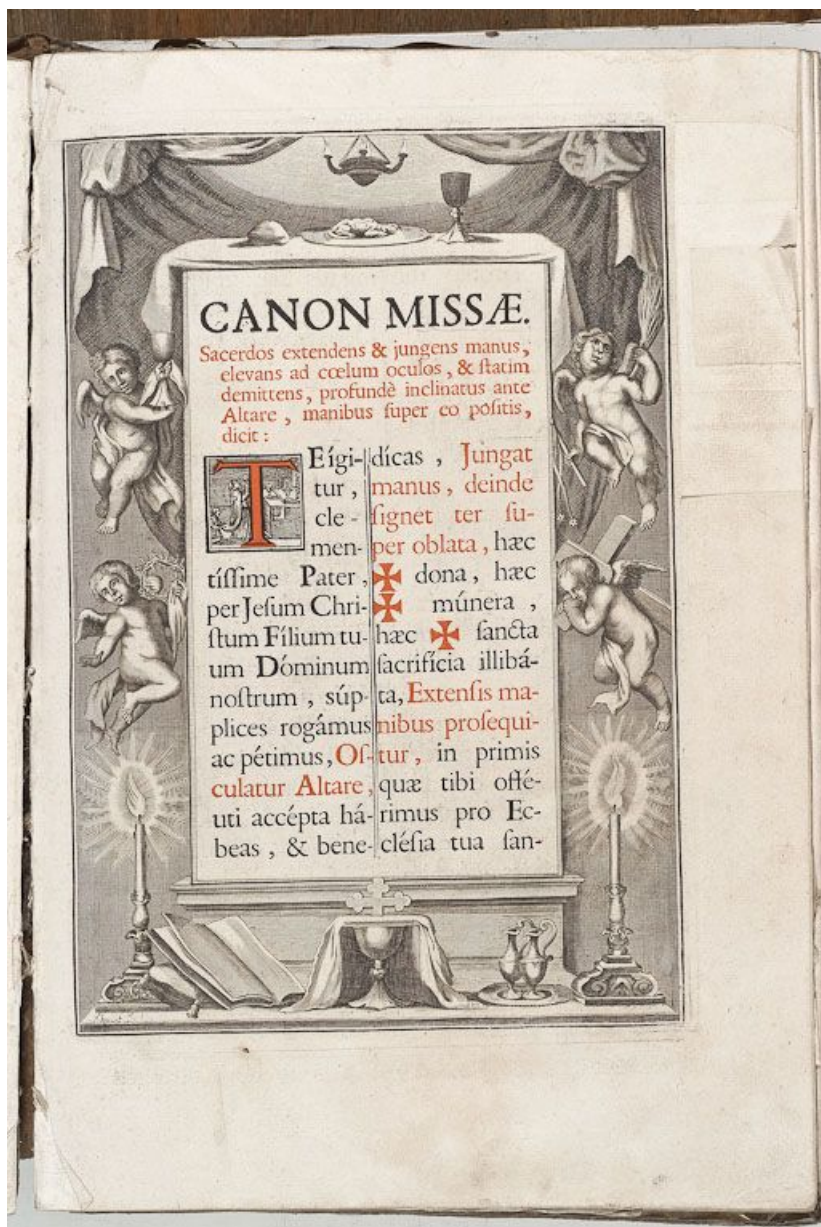 CANON MISSÆ.
Sacerdos extendens & jungens manus,
elevans ad cœlum oculos, & ſtatim
demittens, profundè inclinatus ante
Altare, manibus ſuper eo poſitis,
dicit:
TEígi-
tur,
cle-
men-
tíſſime Pater,
per Jeſum Chri-
ſtum Fílium tu-
um Dóminum
noſtrum, ſúp-
plices rogámus
ac pétimus, Oſ-
culatur Altare,
uti accépta há-
beas, & bene-
dícas, Jungat
manus, deinde
ſignet ter ſu-
per oblata, hæc
✠ dona, hæc
✠ múnera,
hæc ✠ ſancta
ſacrifícia illibá-
ta, Extenſis ma-
nibus proſequi-
tur, in primis
quæ tibi offé-
rimus pro Ec-
cléſia tua ſan-